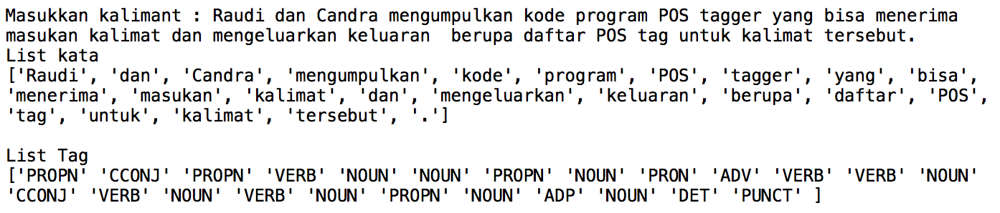 Masukkan kalimant : Raudi dan Candra mengumpulkan kode program POS tagger yang bisa menerima
masukan kalimat dan mengeluarkan keluaran  berupa daftar POS tag untuk kalimat tersebut.
List kata
['Raudi', 'dan', 'Candra', 'mengumpulkan', 'kode', 'program', 'POS', 'tagger', 'yang', 'bisa',
'menerima', 'masukan', 'kalimat', 'dan', 'mengeluarkan', 'keluaran', 'berupa', 'daftar', 'POS',
'tag', 'untuk', 'kalimat', 'tersebut', '.']

List Tag
['PROPN' 'CCONJ' 'PROPN' 'VERB' 'NOUN' 'NOUN' 'PROPN' 'NOUN' 'PRON' 'ADV' 'VERB' 'VERB' 'NOUN'
'CCONJ' 'VERB' 'NOUN' 'VERB' 'NOUN' 'PROPN' 'NOUN' 'ADP' 'NOUN' 'DET' 'PUNCT' ]